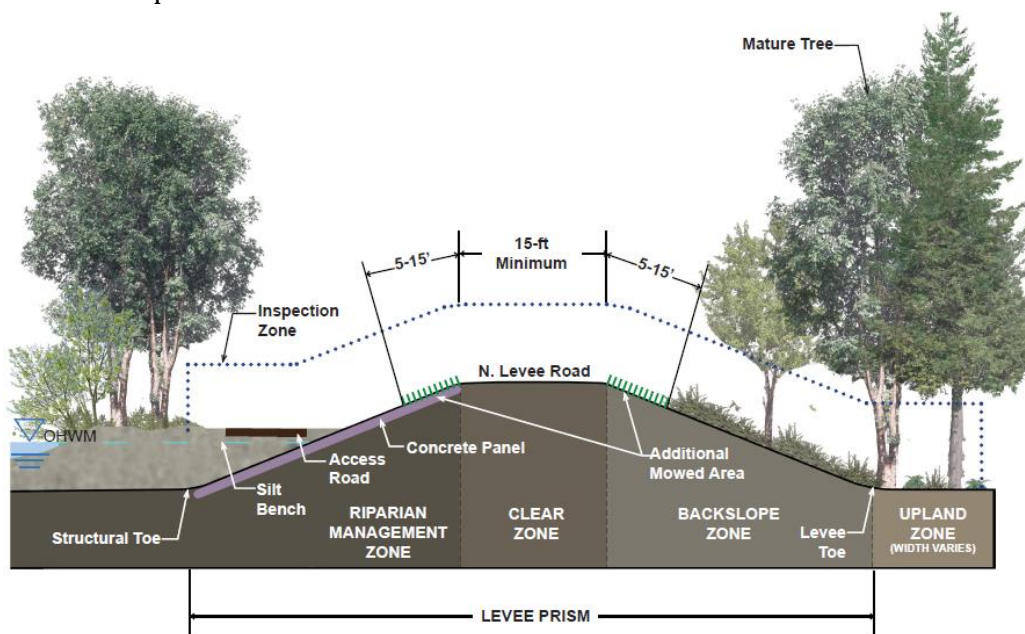 Mature Tree
5-15'
15-ft
Minimum
5-15'
Inspection
Zone
N. Levee Road
OHWM
Access
Road
Concrete Panel
Additional
Mowed Area
Silt
Bench
Structural Toe
RIPARIAN
MANAGEMENT
ZONE
CLEAR
ZONE
BACKSLOPE
ZONE
Levee
Toe
UPLAND
ZONE
(WIDTH VARIES)
LEVEE PRISM